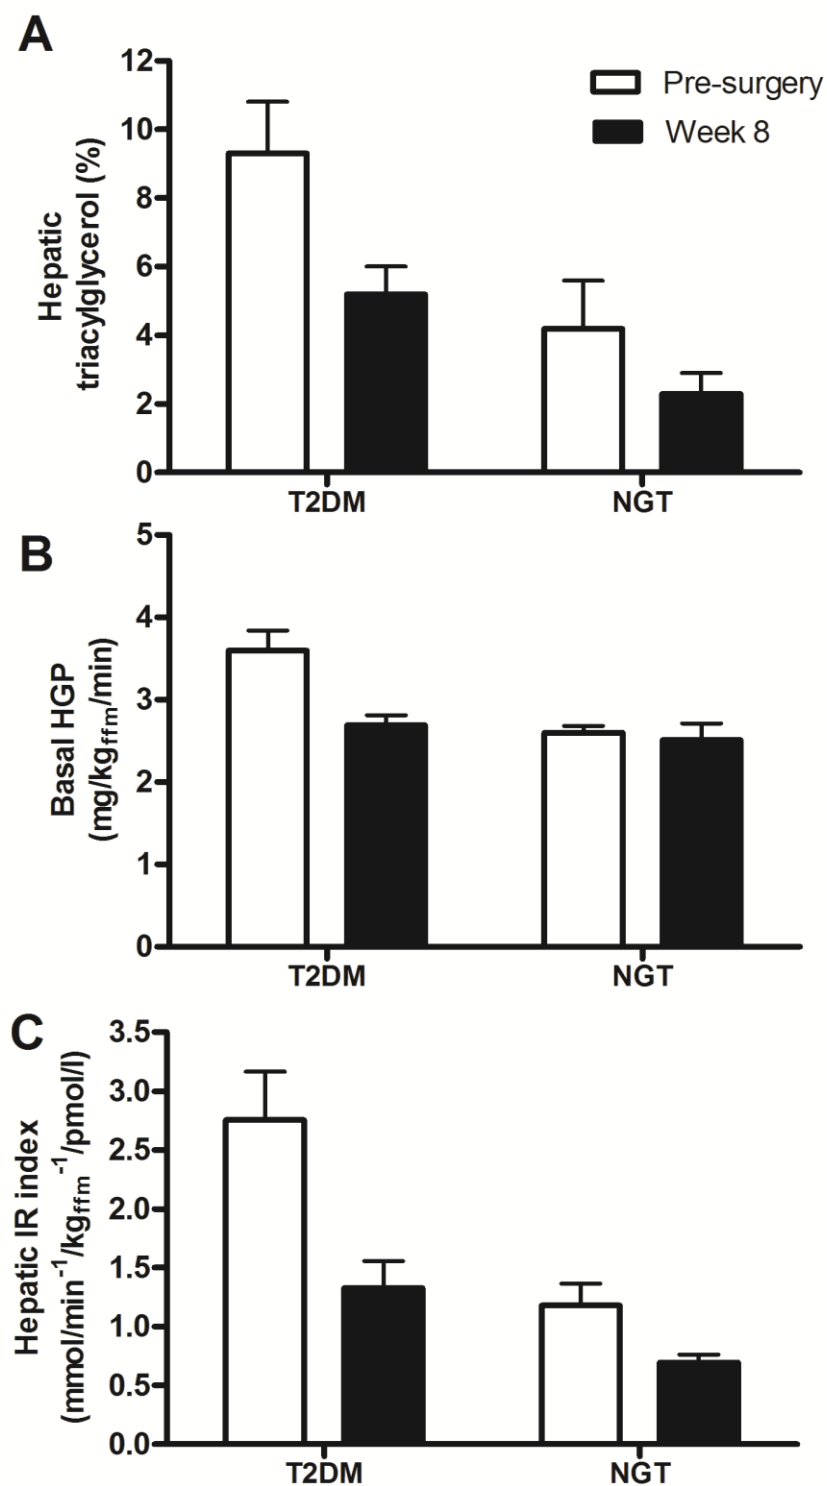 A
12
10
8
6
4
2
0
Hepatic
triacylglycerol (%)
Pre-surgery
Week 8
T2DM NGT
B
5
4
3
2
1
0
Basal HGP
(mg/kgffm/min)
T2DM NGT
C
3.5
3.0
2.5
2.0
1.5
1.0
0.5
0.0
Hepatic IR index
(mmol/min-1/kgffm-1/pmol/l)
T2DM NGT